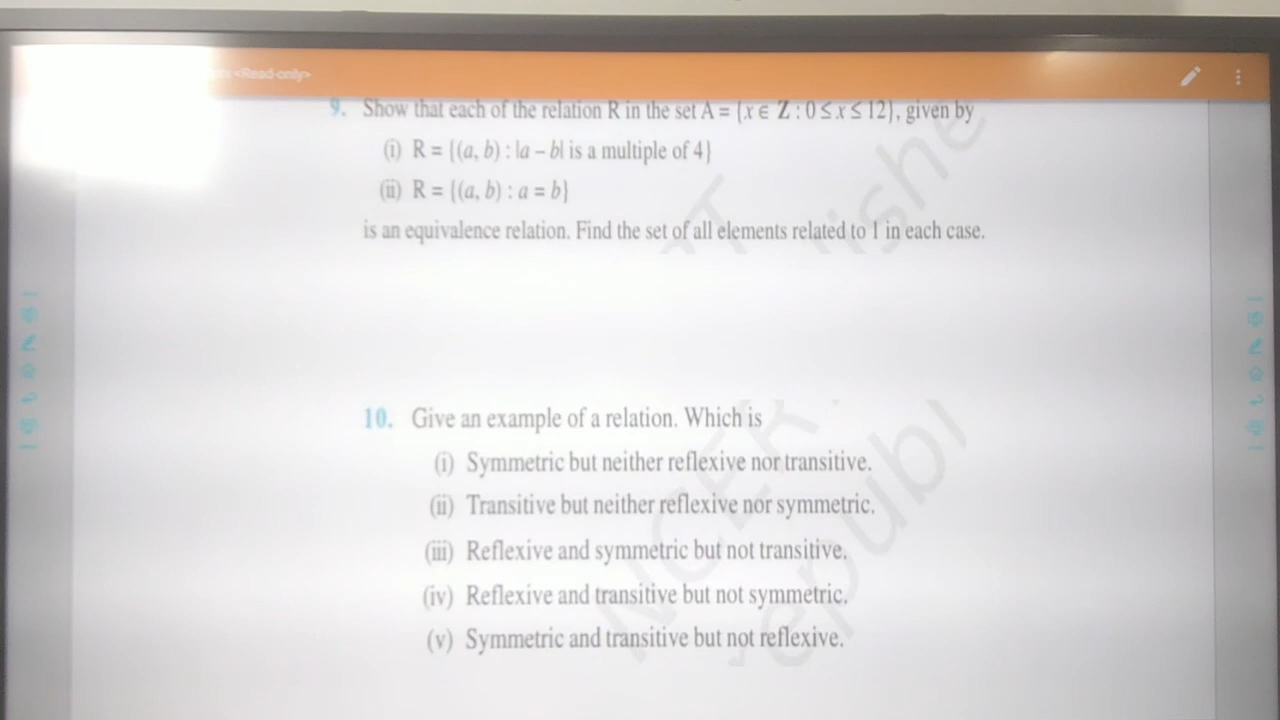 <Read-only>
9. Show that each of the relation R in the set A = {x ∈ Z : 0 ≤ x ≤ 12}, given by
(i) R = {(a, b) : |a – b| is a multiple of 4}
(ii) R = {(a, b) : a = b}
is an equivalence relation. Find the set of all elements related to 1 in each case.
10. Give an example of a relation. Which is
(i) Symmetric but neither reflexive nor transitive.
(ii) Transitive but neither reflexive nor symmetric.
(iii) Reflexive and symmetric but not transitive.
(iv) Reflexive and transitive but not symmetric.
(v) Symmetric and transitive but not reflexive.